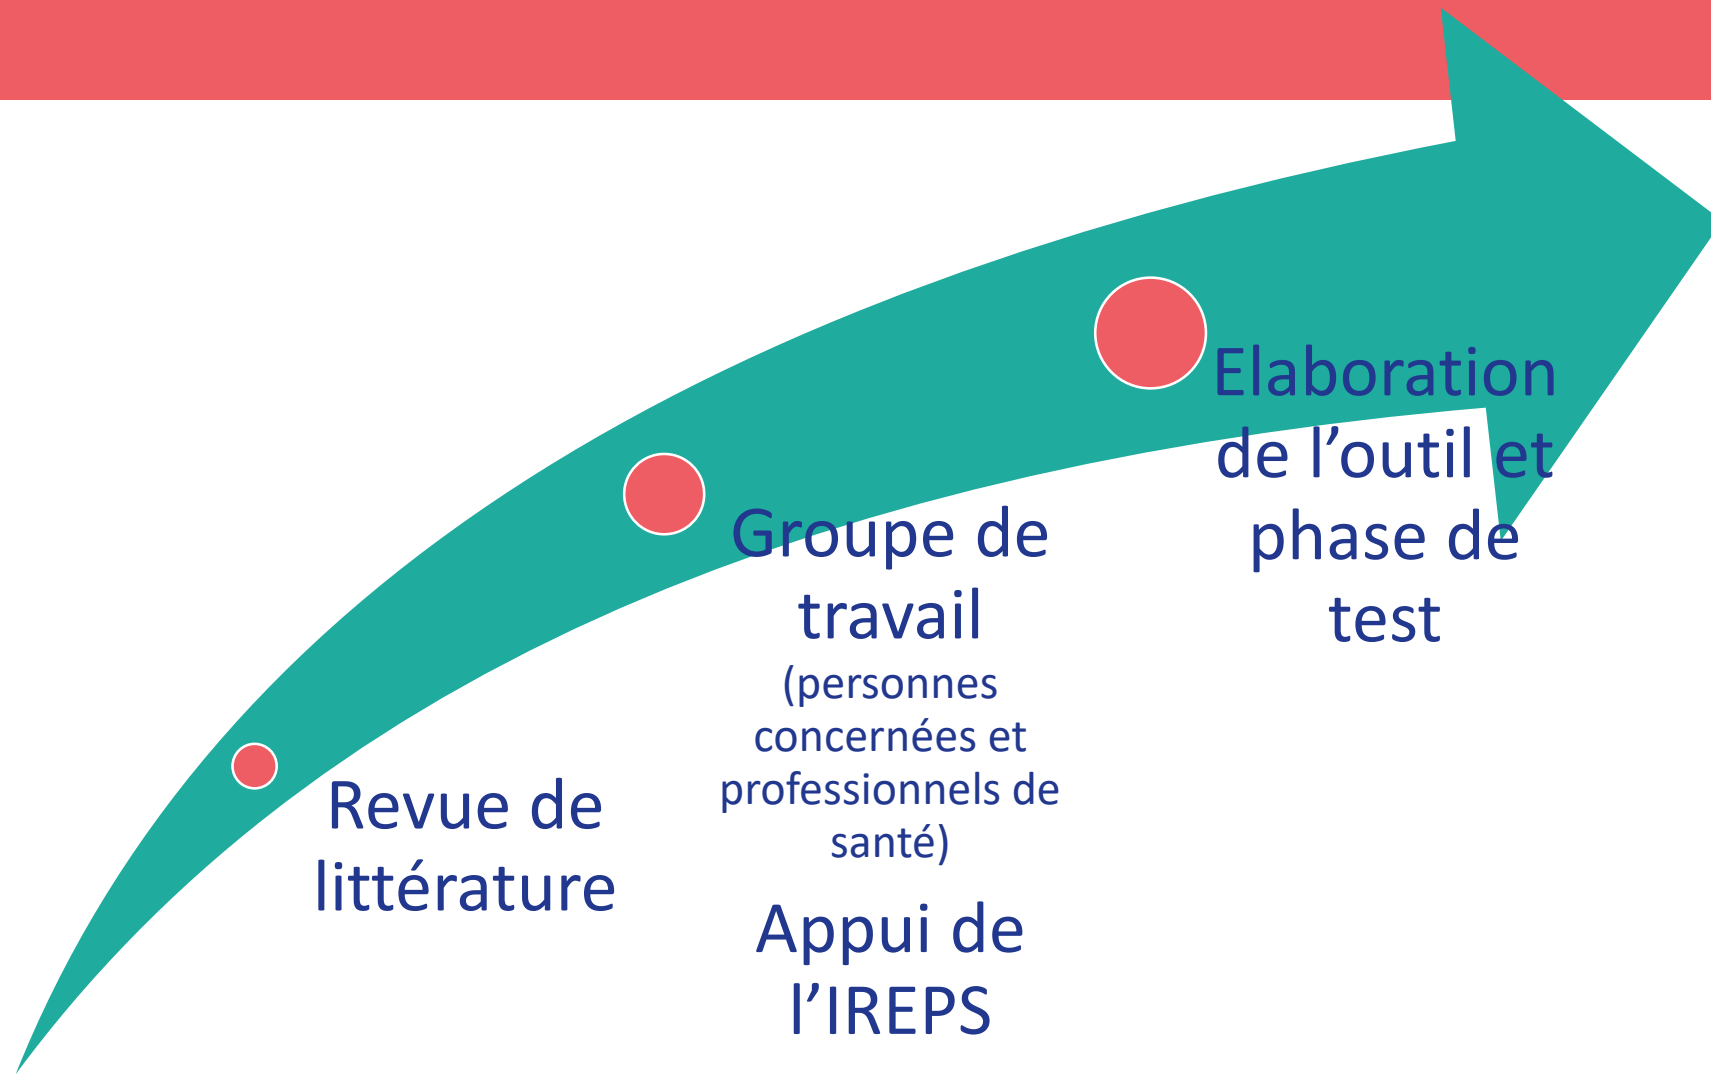 Revue de
littérature
Groupe de
travail
(personnes
concernées et
professionnels de
santé)
Appui de
l’IREPS
Elaboration
de l’outil et
phase de
test